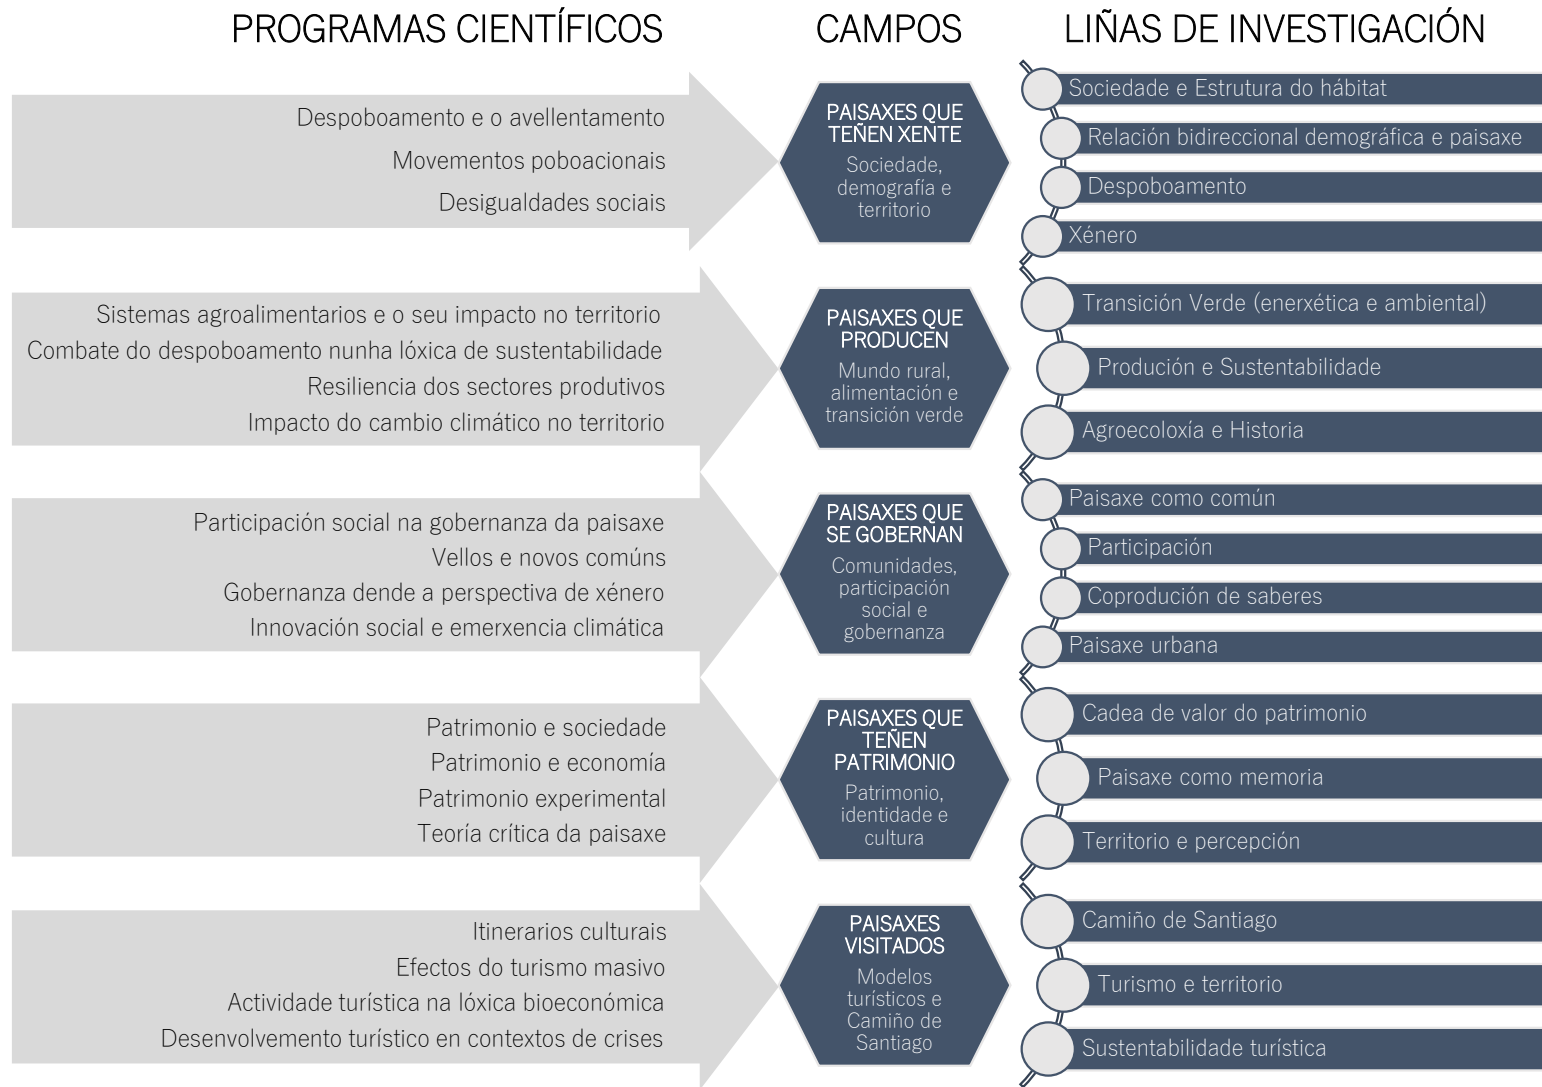 PROGRAMAS CIENTÍFICOS
CAMPOS
LIÑAS DE INVESTIGACIÓN
Despoboamento e o avellentamento
Movementos poboacionais
Desigualdades sociais
PAISAXES QUE
TEÑEN XENTE
Sociedade,
demografía e
territorio
Sociedade e Estrutura do hábitat
Relación bidireccional demográfica e paisaxe
Despoboamento
Xénero
Sistemas agroalimentarios e o seu impacto no territorio
Combate do despoboamento nunha lóxica de sustentabilidade
Resiliencia dos sectores produtivos
Impacto do cambio climático no territorio
PAISAXES QUE
PRODUCEN
Mundo rural,
alimentación e
transición verde
Transición Verde (enerxética e ambiental)
Produción e Sustentabilidade
Agroecoloxía e Historia
Participación social na gobernanza da paisaxe
Vellos e novos comúns
Gobernanza dende a perspectiva de xénero
Innovación social e emerxencia climática
PAISAXES QUE
SE GOBERNAN
Comunidades,
participación
social e
gobernanza
Paisaxe como común
Participación
Coprodución de saberes
Paisaxe urbana
Patrimonio e sociedade
Patrimonio e economía
Patrimonio experimental
Teoría crítica da paisaxe
PAISAXES QUE
TEÑEN
PATRIMONIO
Patrimonio,
identidade e
cultura
Cadea de valor do patrimonio
Paisaxe como memoria
Territorio e percepción
Itinerarios culturais
Efectos do turismo masivo
Actividade turística na lóxica bioeconómica
Desenvolvemento turístico en contextos de crises
PAISAXES
VISITADOS
Modelos
turísticos e
Camiño de
Santiago
Camiño de Santiago
Turismo e territorio
Sustentabilidade turística